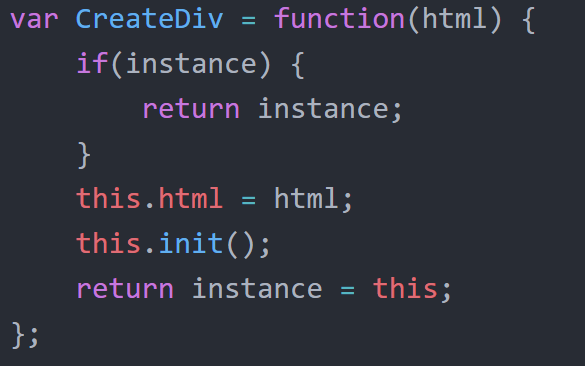 var CreateDiv = function(html) {
    if(instance) {
        return instance;
    }
    this.html = html;
    this.init();
    return instance = this;
};